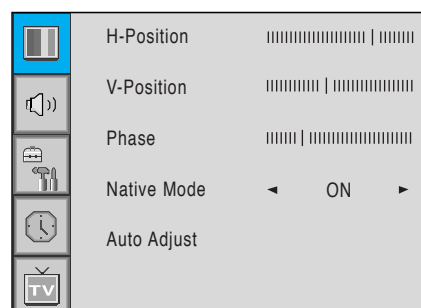 H-Position
V-Position
Phase
Native Mode ◄ ON ►
Auto Adjust
TV